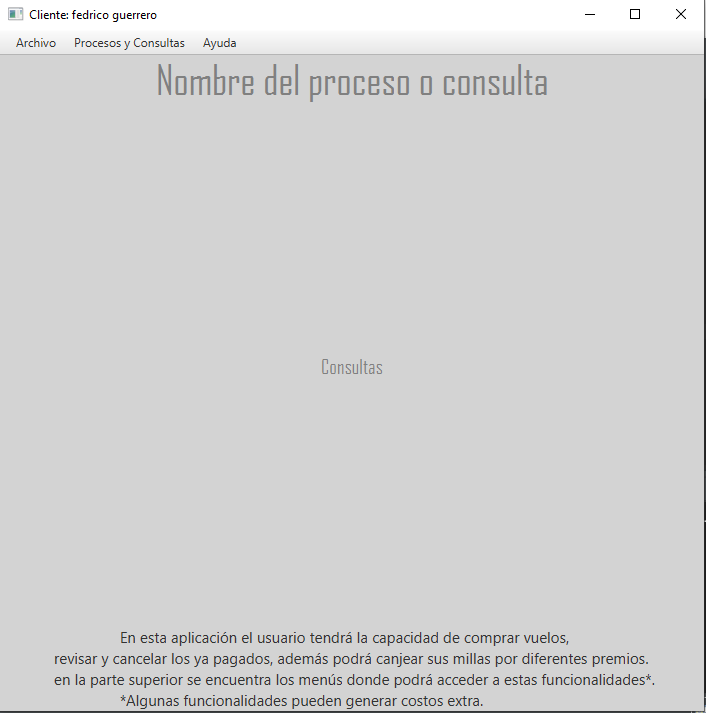 Cliente: fedrico guerrero
Archivo Procesos y Consultas Ayuda
Nombre del proceso o consulta
Consultas
En esta aplicación el usuario tendrá la capacidad de comprar vuelos,
revisar y cancelar los ya pagados, además podrá canjear sus millas por diferentes premios.
en la parte superior se encuentra los menús donde podrá acceder a estas funcionalidades*.
*Algunas funcionalidades pueden generar costos extra.